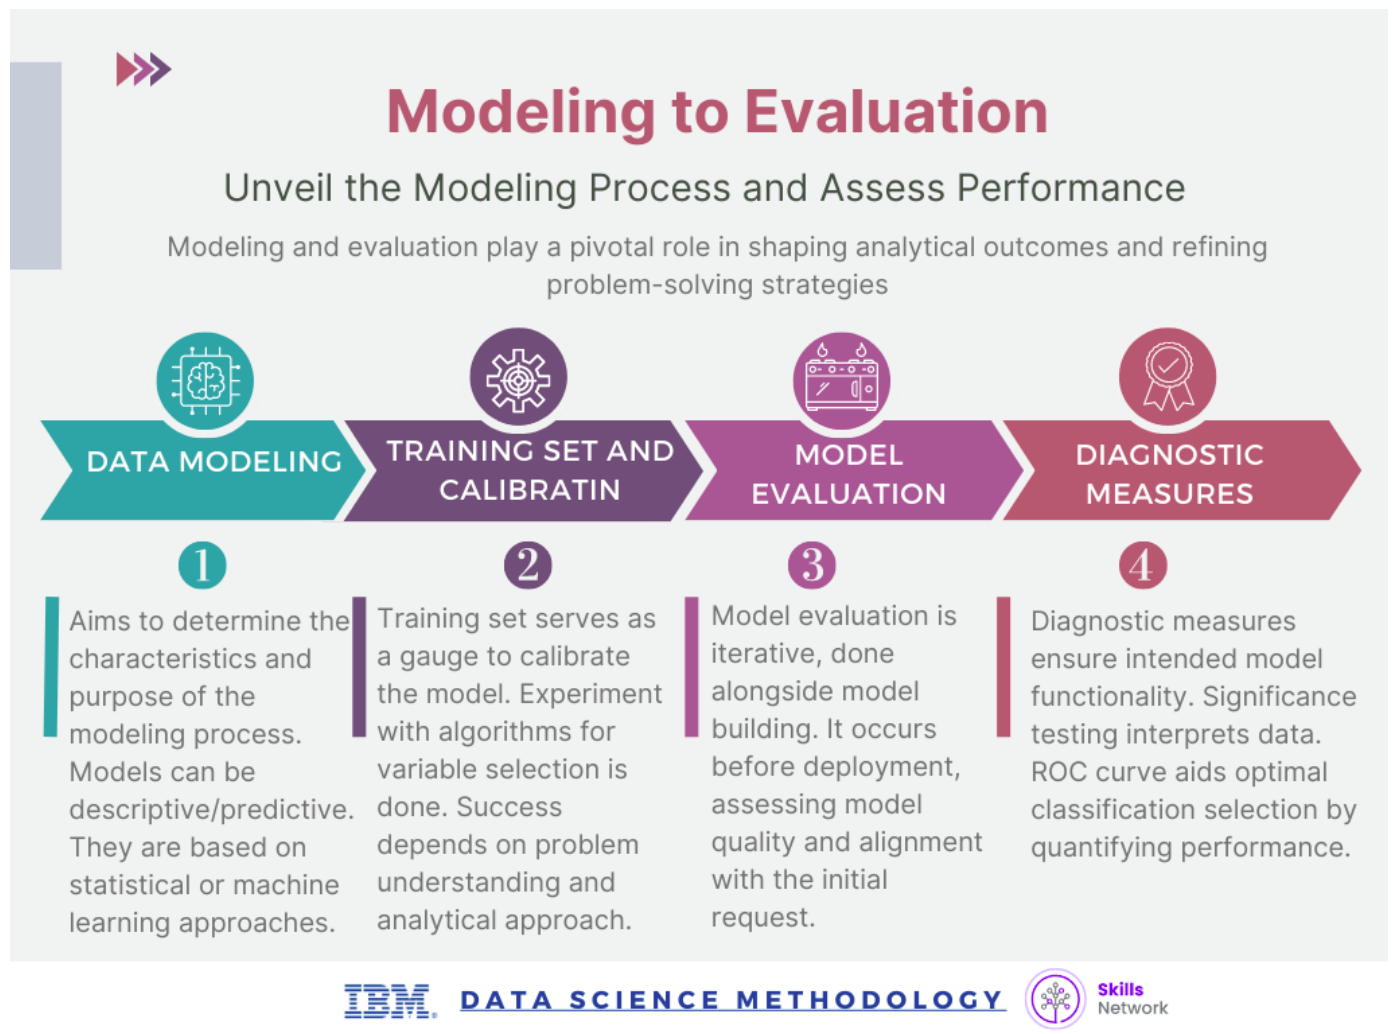 Modeling to Evaluation
Unveil the Modeling Process and Assess Performance
Modeling and evaluation play a pivotal role in shaping analytical outcomes and refining
problem-solving strategies
DATA MODELING
TRAINING SET AND
CALIBRATIN
MODEL
EVALUATION
DIAGNOSTIC
MEASURES
1
Aims to determine the
characteristics and
purpose of the
modeling process.
Models can be
descriptive/predictive.
They are based on
statistical or machine
learning approaches.
2
Training set serves as
a gauge to calibrate
the model. Experiment
with algorithms for
variable selection is
done. Success
depends on problem
understanding and
analytical approach.
3
Model evaluation is
iterative, done
alongside model
building. It occurs
before deployment,
assessing model
quality and alignment
with the initial
request.
4
Diagnostic measures
ensure intended model
functionality. Significance
testing interprets data.
ROC curve aids optimal
classification selection by
quantifying performance.
IBM.
DATA SCIENCE METHODOLOGY
Skills
Network